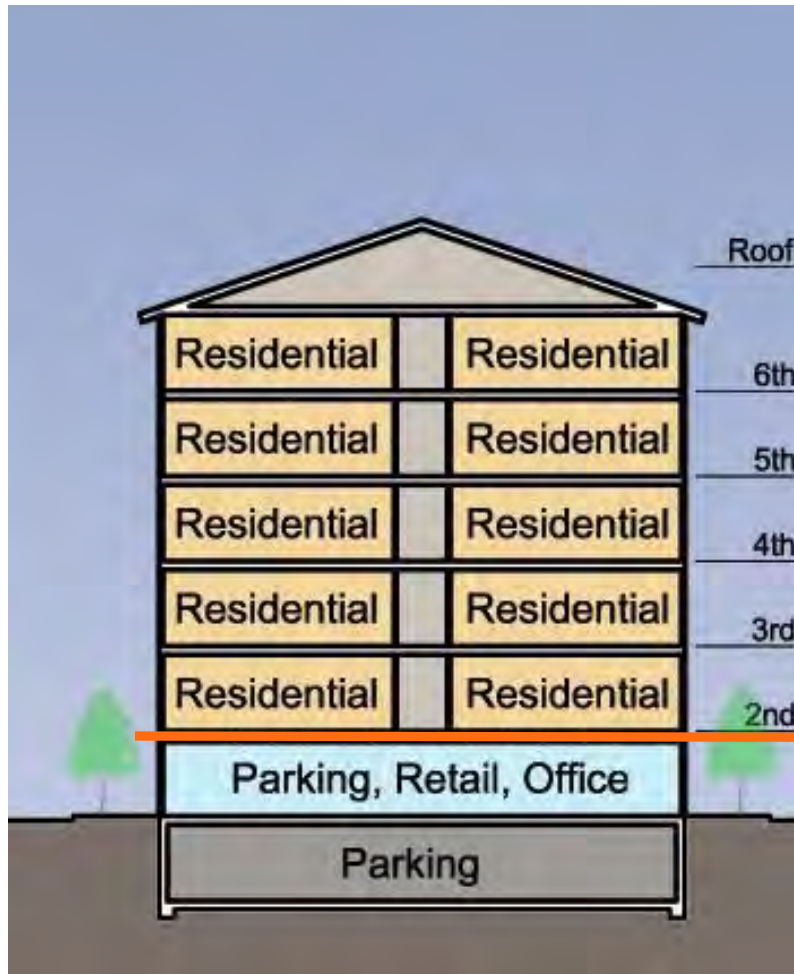 Roof
Residential Residential
6th
Residential Residential
5th
Residential Residential
4th
Residential Residential
3rd
Residential Residential
2nd
Parking, Retail, Office
Parking